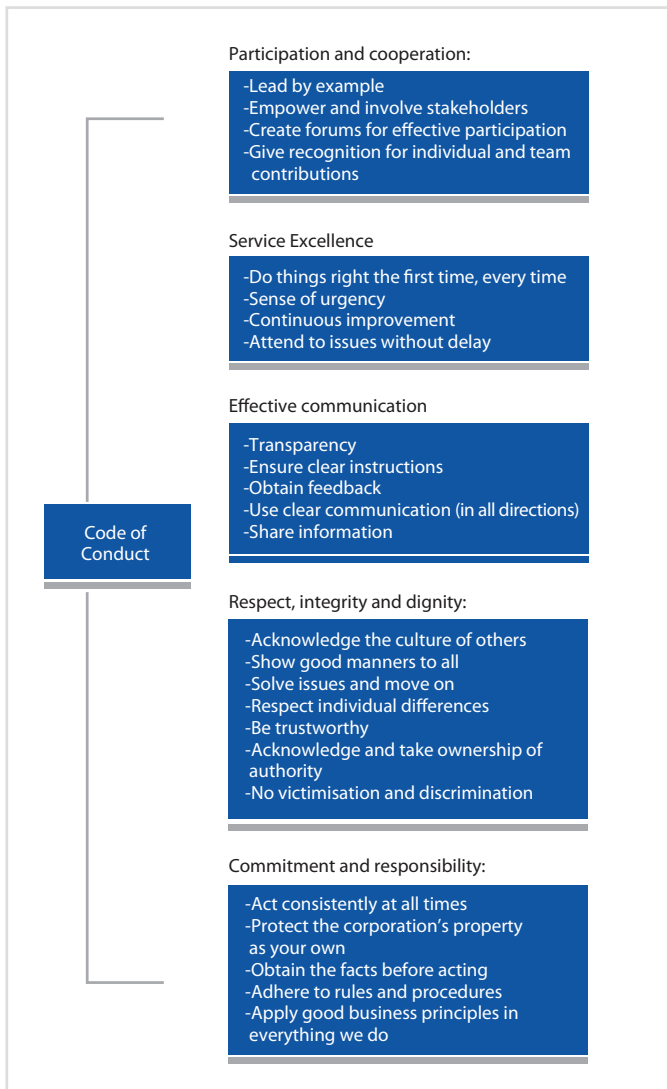 Participation and cooperation:
-Lead by example
-Empower and involve stakeholders
-Create forums for effective participation
-Give recognition for individual and team
contributions
Service Excellence
-Do things right the first time, every time
-Sense of urgency
-Continuous improvement
-Attend to issues without delay
Effective communication
-Transparency
-Ensure clear instructions
-Obtain feedback
-Use clear communication (in all directions)
-Share information
Code of
Conduct
Respect, integrity and dignity:
-Acknowledge the culture of others
-Show good manners to all
-Solve issues and move on
-Respect individual differences
-Be trustworthy
-Acknowledge and take ownership of
authority
-No victimisation and discrimination
Commitment and responsibility:
-Act consistently at all times
-Protect the corporation's property
as your own
-Obtain the facts before acting
-Adhere to rules and procedures
-Apply good business principles in
everything we do